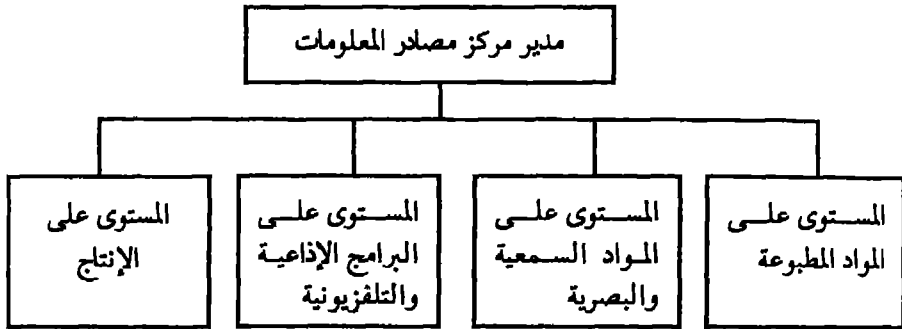 مدير مركز مصادر المعلومات
المستوى على
المواد المطبوعة
المستوى على
المواد السمعية
والبصرية
المستوى على
البرامج الإذاعية
والتلفزيونية
المستوى على
الإنتاج